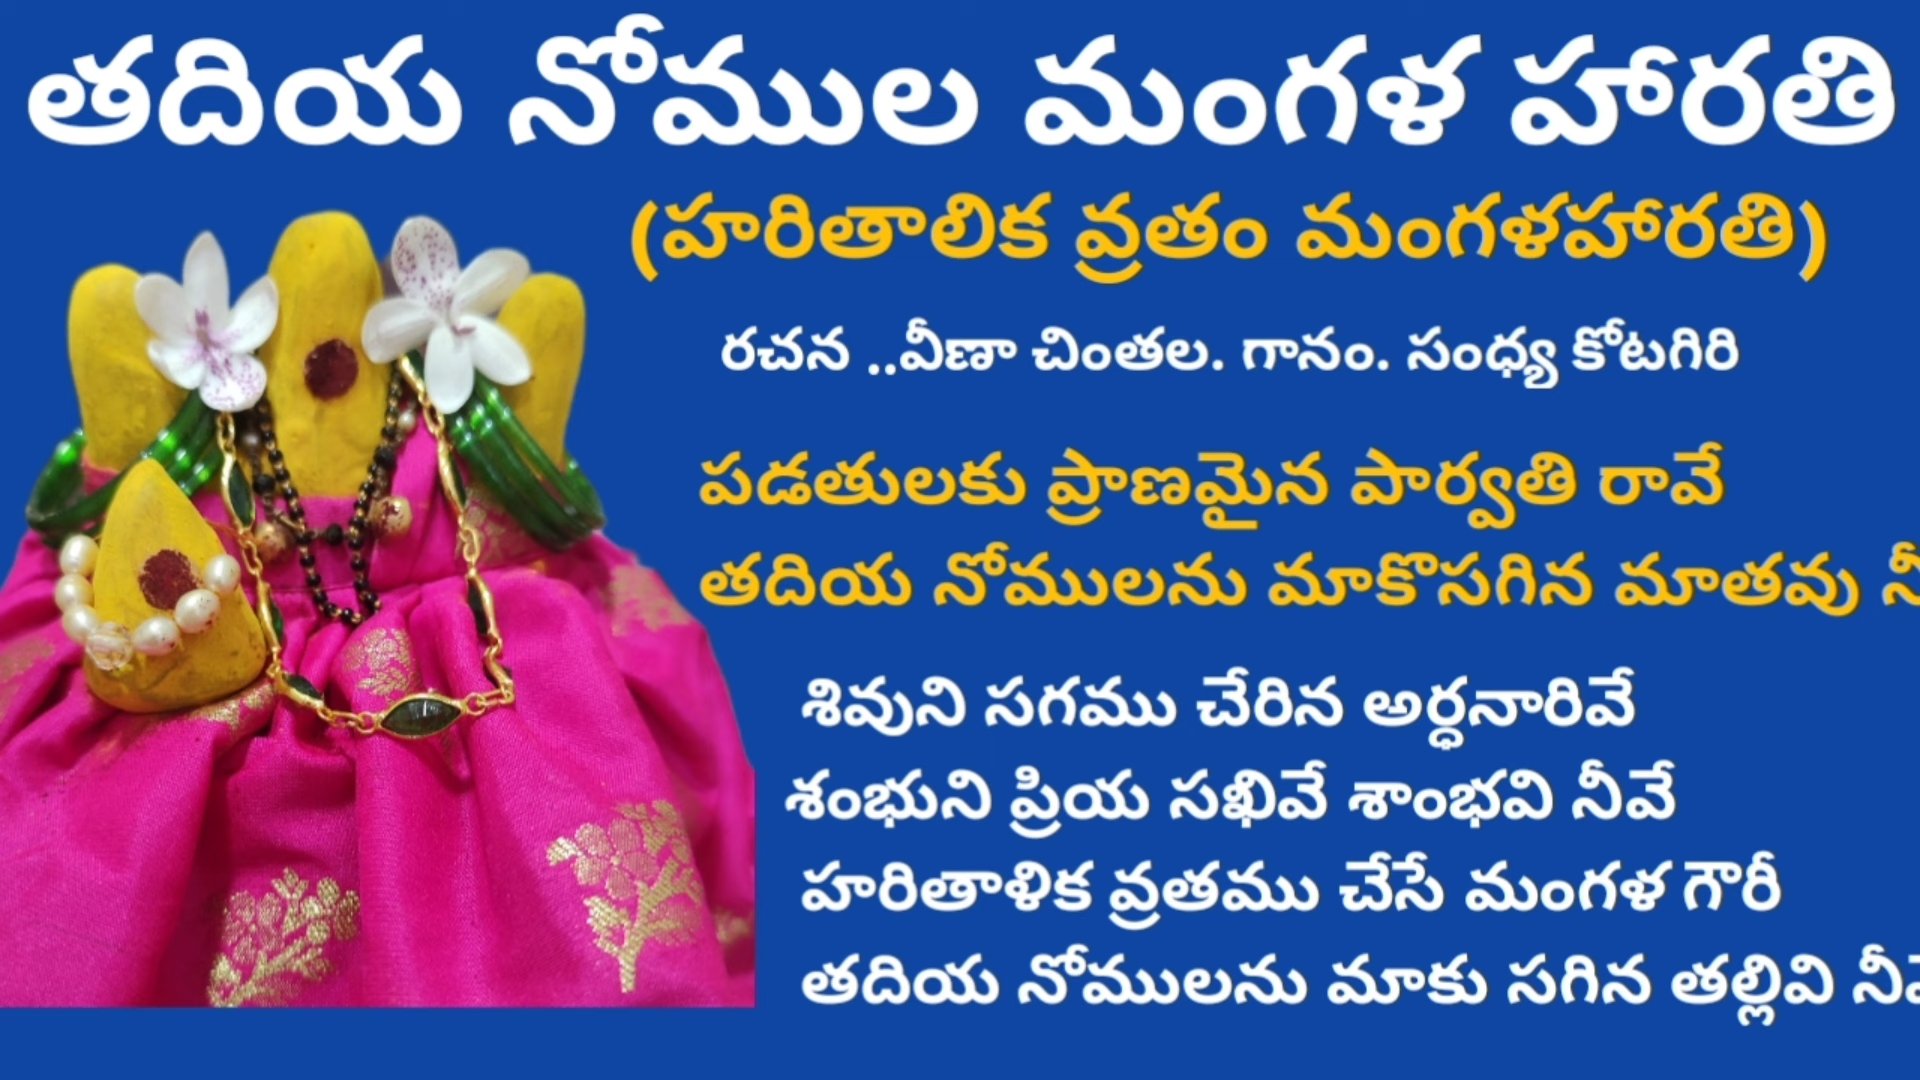 తదియ నోముల మంగళ హారతి
(హరితాలిక వ్రతం మంగళహారతి)
రచన ..వీణా చింతల. గానం. సంధ్య కోటగిరి
పడతులకు ప్రాణమైన పార్వతి రావే
తదియ నోములను మాకొసగిన మాతవు
శివుని సగము చేరిన అర్ధనారివే
శంభుని ప్రియ సఖివే శాంభవి నీవే
హరితాళిక వ్రతము చేసే మంగళ గౌరీ
తదియ నోములను మాకు సగిన తల్లివి